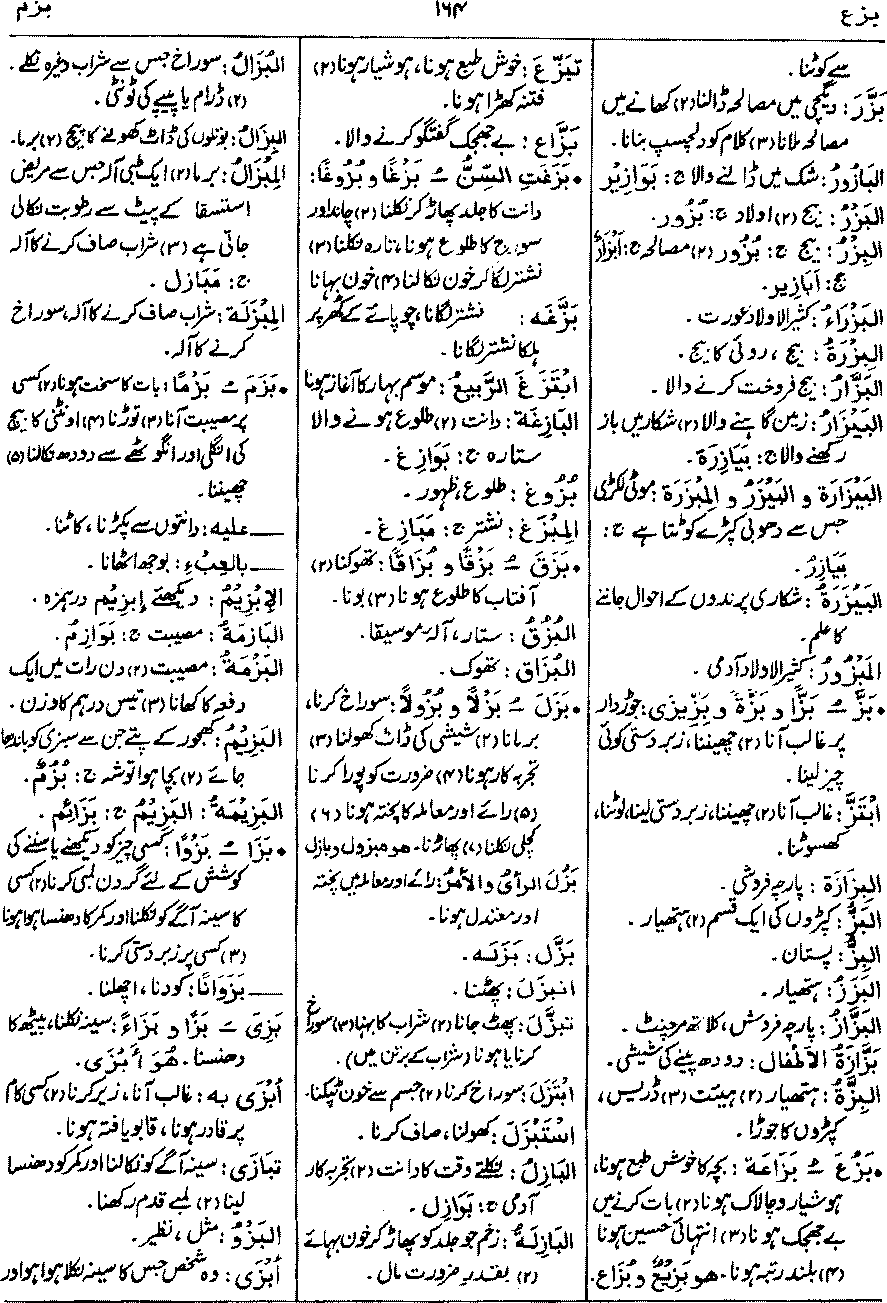 بزع
۱۶۴
بزم
سے کوٹنا۔
بَزَّرَ: دیگچی میں مصالحہ ڈالنا (۲) کھانے میں
مصالحہ ملانا (۳) کلام کو دلچسپ بنانا۔
البَازُورُ: شک میں ڈالنے والا ج: بَوَازِیر
البَزْرُ: بیج (۲) اولاد ج: بُزُور۔
البِزْرُ: بیج ج: بُزُور (۲) مصالحہ ج: اَبْزَارٌ
جج: اَبَازِیر۔
البَزْرَاءُ: کثیر الاولاد عورت۔
البِزْرَةُ: بیج، روئی کا بیج۔
البَزَّارُ: بیج فروخت کرنے والا۔
البَیْزَارُ: زمین گاہنے والا (۲) شکار میں باز
رکھنے والا ج: بَیَازِرَة۔
البَیْزَارَة و البَیْزَر و المِبْزَرَة: موٹی لکڑی
جس سے دھوبی کپڑے کوٹتا ہے ج:
بَیَازِرُ۔
البَیْزَرَةُ: شکاری پرندوں کے احوال جاننے
کا علم۔
المَبْزُورُ: کثیر الاولاد آدمی۔
• بَزَّ ـُ بَزًّا و بَزَّةً و بِزِّیزَی: جوڑدار
پر غالب آنا (۲) چھیننا، زبردستی کوئی
چیز لینا۔
اُبْتَزَّ: غالب آنا (۲) چھیننا، زبردستی لینا، لوٹنا،
کھسوٹنا۔
البِزَازَة: پارچہ فروشی۔
البَزُّ: کپڑوں کی ایک قسم (۲) ہتھیار۔
البِزُّ: پستان۔
البَزَزُ: ہتھیار۔
البَزَّازُ: پارچہ فروش، کلاتھ مرچنٹ۔
بَزَّازَةُ الاَطْفَال: دودھ پینے کی شیشی۔
البِزَّةُ: ہتھیار (۲) ہیئت (۳) ڈریس،
کپڑوں کا جوڑا۔
• بَزُعَ ـُ بَزَاعَة: بچہ کا خوش طبع ہونا،
ہوشیار و چالاک ہونا (۲) بات کرنے میں
بے جھجک ہونا (۳) انتہائی حسین ہونا
(۴) بلند رتبہ ہونا۔ هو بَزِیعٌ و بُزَاع۔
تَبَزَّعَ: خوش طبع ہونا، ہوشیار ہونا (۲)
فتنہ کھڑا ہونا۔
بَزَّاع: بے جھجک گفتگو کرنے والا۔
• بَزَغَتِ السِّنُّ ـُ بَزْغًا و بُزُوغًا:
دانت کا جلد پھاڑ کر نکلنا (۲) چاند اور
سورج کا طلوع ہونا، تارہ نکلنا (۳)
نشتر لگا کر خون نکالنا (۴) خون بہانا
بَزَّغَه: نشتر لگانا، چوپائے کے کھر پر
ہلکا نشتر لگانا۔
اُبْتَزَغَ الرَّبِیعُ: موسم بہار کا آغاز ہونا
البَازِغَة: دانت (۲) طلوع ہونے والا
ستارہ ج: بَوَازِغ۔
بُزُوغ: طلوع، ظہور۔
المِبْزَغ: نشتر ج: مَبَازِغ۔
• بَزَقَ ـُ بَزْقًا و بُزَاقًا: تھوکنا (۲)
آفتاب کا طلوع ہونا (۳) بونا۔
البُزُقُ: ستار، آلۂ موسیقا۔
البُزَاق: تھوک۔
• بَزَلَ ـُ بَزْلًا و بُزُولًا: سوراخ کرنا،
برمانا (۲) شیشی کی ڈاٹ کھولنا (۳)
تجربہ کار ہونا (۴) ضرورت کو پورا کرنا
(۵) رائے اور معاملہ کا پختہ ہونا (۶)
کچلی نکلنا (۷) پھاڑنا۔ هو مبزول و بازل
بَزُلَ الرأیُ والاَمْرُ: رائے اور معاملہ میں پختہ
اور معتدل ہونا۔
بَزَّل: بَزَلَه۔
انبزَلَ: پھٹنا۔
تَبزَّلَ: پھٹ جانا (۲) شراب کا بہنا (۳) سوراخ
کرنا یا ہونا (شراب کے برتن میں)۔
اُبْتَزَلَ: سوراخ کرنا (۲) جسم سے خون ٹپکنا۔
اسْتَبْزَلَ: کھولنا، صاف کرنا۔
البَازِلُ: نکلتے وقت کا دانت (۲) تجربہ کار
آدمی ج: بَوَازِل۔
البَازِلَةُ: زخم جو جلد کو پھاڑ کر خون بہائے
(۲) بقدر ضرورت مال۔
البُزَالُ: سوراخ جس سے شراب وغیرہ نکلے۔
(۲) ڈرام یا پیپے کی ٹونٹی۔
البِزَالُ: بوتلوں کی ڈاٹ کھولنے کا پیچ (۲) برما۔
المِبْزَالُ: برما (۲) ایک طبی آلہ جس سے مریض
استسقا کے پیٹ سے رطوبت نکالی
جاتی ہے (۳) شراب صاف کرنے کا آلہ
ج: مَبَازل۔
المِبْزَلَة: شراب صاف کرنے کا آلہ، سوراخ
کرنے کا آلہ۔
• بَزَمَ ـُ بَزْمًا: بات کا سخت ہونا (۲) کسی
پر مصیبت آنا (۳) توڑنا (۴) اونٹنی کا بیچ
کی انگلی اور انگوٹھے سے دودھ نکالنا (۵)
چھیننا۔
ـــ علیه: دانتوں سے پکڑنا، کاٹنا۔
ـــ بالعِبْءِ: بوجھ اٹھانا۔
الإِبْزِیْمُ: دیکھئے اِبزیم در ہمزہ۔
البَازِمَةُ: مصیبت ج: بَوَازِمُ۔
البَزْمَةُ: مصیبت (۲) دن رات میں ایک
دفعہ کا کھانا (۳) تیس درہم کا وزن۔
البَزِیْمُ: کھجور کے پتے جن سے سبزی کو باندھا
جائے (۲) بچا ہوا توشہ ج: بُزُمٌ۔
البَزِیْمَةُ: البَزِیْمُ ج: بَزَائِم۔
• بَزَا ـُ بَزْوًا: کسی چیز کو دیکھنے یا سننے کی
کوشش کے لئے گردن لمبی کرنا (۲) کسی
کا سینہ آگے کو نکلنا اور کمر کا دھنسا ہوا ہونا
(۳) کسی پر زبردستی کرنا۔
ـــ بَزَوَانًا: کودنا، اچھلنا۔
بَزِیَ ـَ بَزًا و بَزَاءً: سینہ نکلنا، پیٹھ کا
دھنسنا۔ هُوَ أَبْزَی۔
أَبْزَی به: غالب آنا، زیر کرنا (۲) کسی کام
پر قادر ہونا، قابو یافتہ ہونا۔
تَبَازَی: سینہ آگے کو نکالنا اور کمر کو دھنسا
لینا (۲) لمبے قدم رکھنا۔
البَزْوُ: مثل، نظیر۔
أَبْزَی: وہ شخص جس کا سینہ نکلا ہوا ہو اور